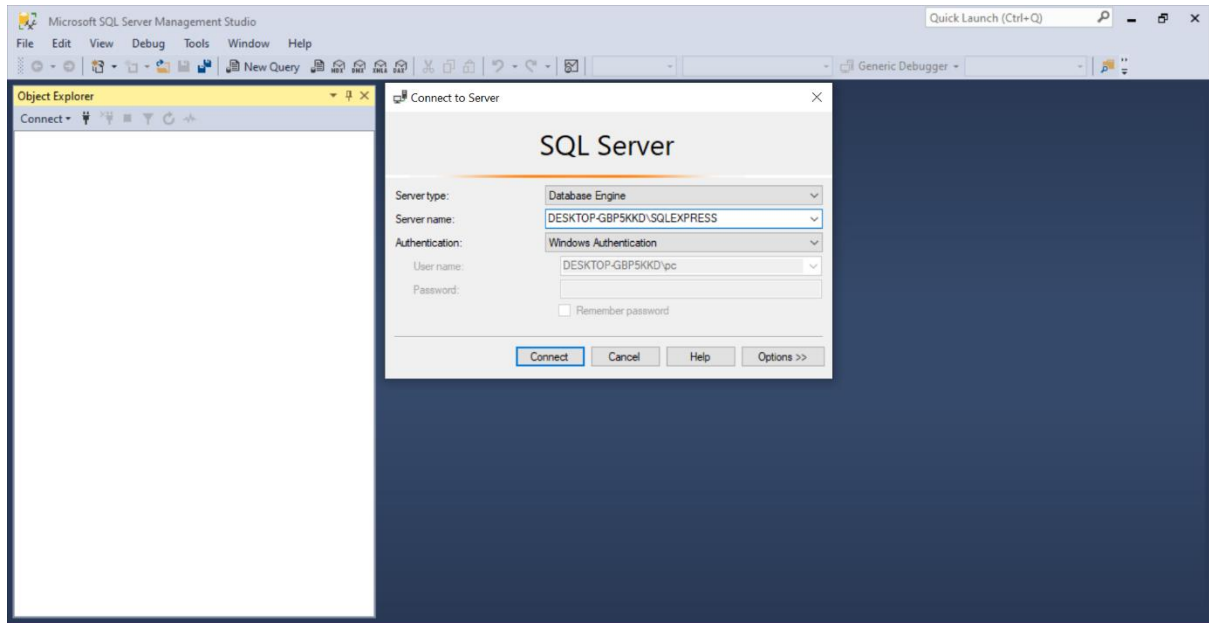 Microsoft SQL Server Management Studio
Quick Launch (Ctrl+Q)
File Edit View Debug Tools Window Help
New Query
Generic Debugger
Object Explorer
Connect
Connect to Server
SQL Server
Server type: Database Engine
Server name: DESKTOP-GBP5KKD\SQLEXPRESS
Authentication: Windows Authentication
User name: DESKTOP-GBP5KKD\pc
Password:
Remember password
Connect Cancel Help Options >>